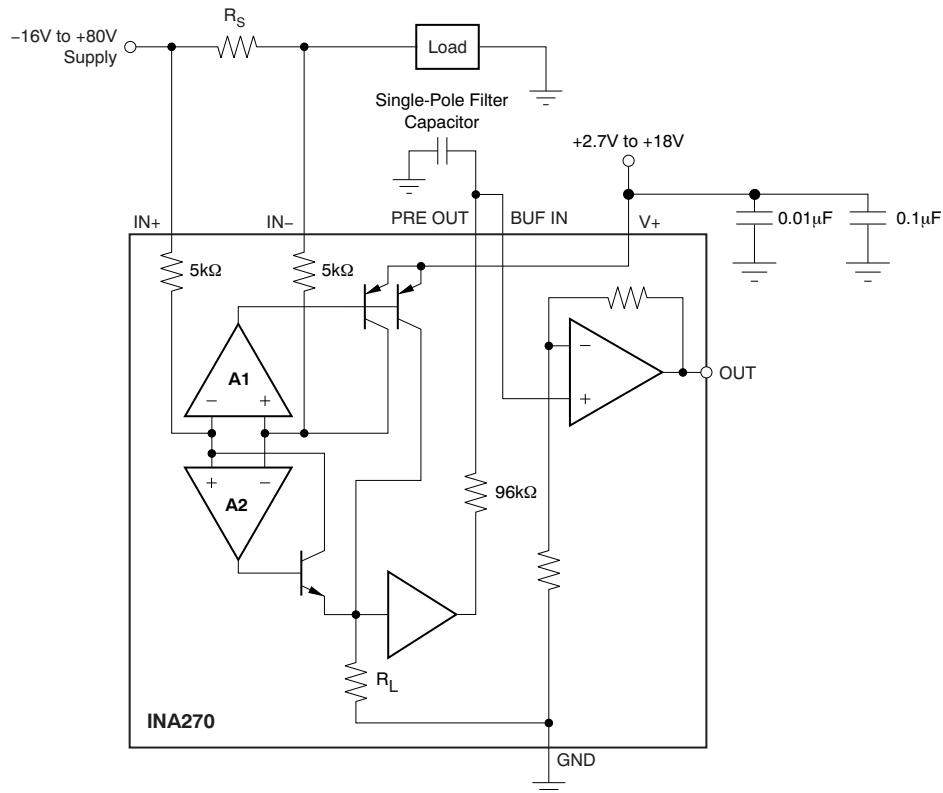 R_S
−16V to +80V
Supply
Load
Single-Pole Filter
Capacitor
+2.7V to +18V
0.01μF
0.1μF
IN+
IN−
PRE OUT
BUF IN
V+
5kΩ
5kΩ
A1
− +
−
+
OUT
+ −
A2
96kΩ
R_L
INA270
GND